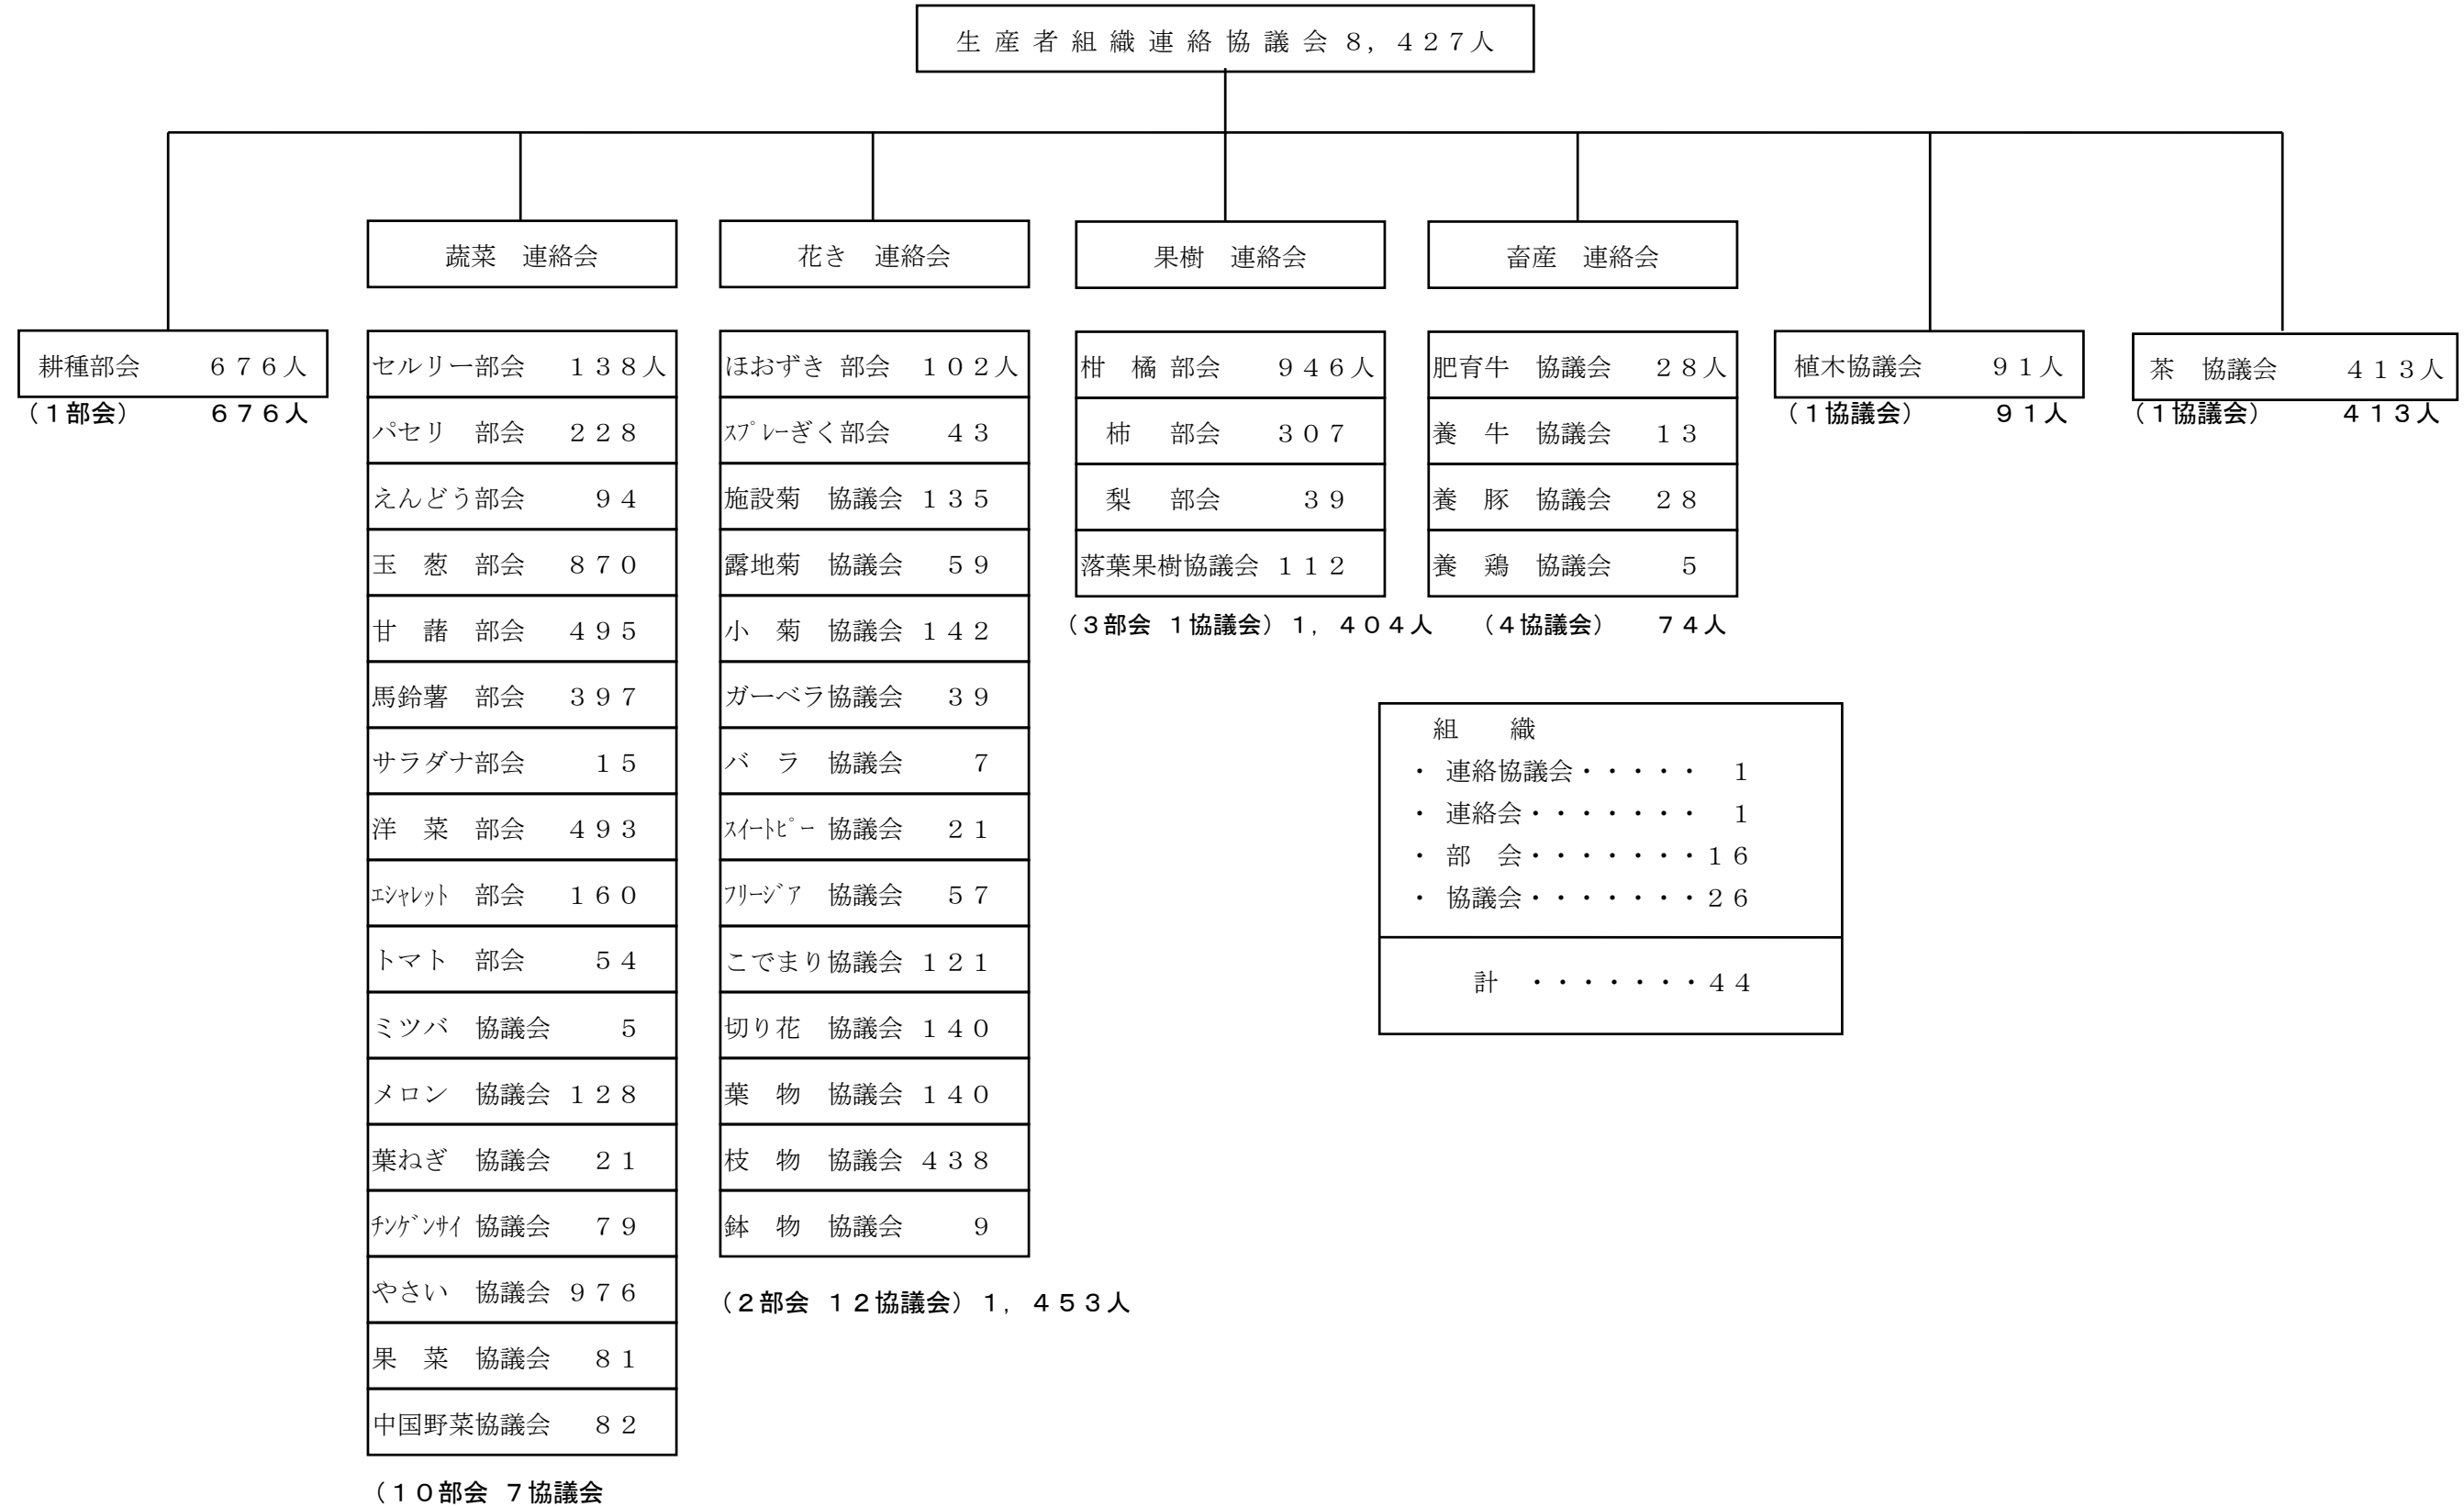 生産者組織連絡協議会８，４２７人
蔬菜　連絡会
花き　連絡会
果樹　連絡会
畜産　連絡会
耕種部会　６７６人
（１部会）　６７６人
セルリー部会　１３８人
パセリ　部会　２２８
えんどう部会　９４
玉　葱　部会　８７０
甘　藷　部会　４９５
馬鈴薯　部会　３９７
サラダナ部会　１５
洋　菜　部会　４９３
ｴｼｬﾚｯﾄ　部会　１６０
トマト　部会　５４
ミツバ　協議会　５
メロン　協議会　１２８
葉ねぎ　協議会　２１
ﾁﾝｹﾞﾝｻｲ 協議会　７９
やさい　協議会　９７６
果　菜　協議会　８１
中国野菜協議会　８２
（１０部会 ７協議会
ほおずき 部会　１０２人
ｽﾌﾟﾚｰぎく部会　４３
施設菊　協議会　１３５
露地菊　協議会　５９
小　菊　協議会　１４２
ガーベラ協議会　３９
バ　ラ　協議会　７
ｽｲｰﾄﾋﾟｰ 協議会　２１
ﾌﾘｰｼﾞｱ　協議会　５７
こでまり協議会　１２１
切り花　協議会　１４０
葉　物　協議会　１４０
枝　物　協議会　４３８
鉢　物　協議会　９
（２部会 １２協議会）１，４５３人
柑　橘 部会　９４６人
柿　部会　３０７
梨　部会　３９
落葉果樹協議会　１１２
（３部会 １協議会）１，４０４人
肥育牛　協議会　２８人
養　牛　協議会　１３
養　豚　協議会　２８
養　鶏　協議会　５
（４協議会）　７４人
植木協議会　９１人
（１協議会）　９１人
茶　協議会　４１３人
（１協議会）　４１３人
組　　織
・ 連絡協議会・・・・・　１
・ 連絡会・・・・・・・　１
・ 部　会・・・・・・・１６
・ 協議会・・・・・・・２６
計　・・・・・・・４４